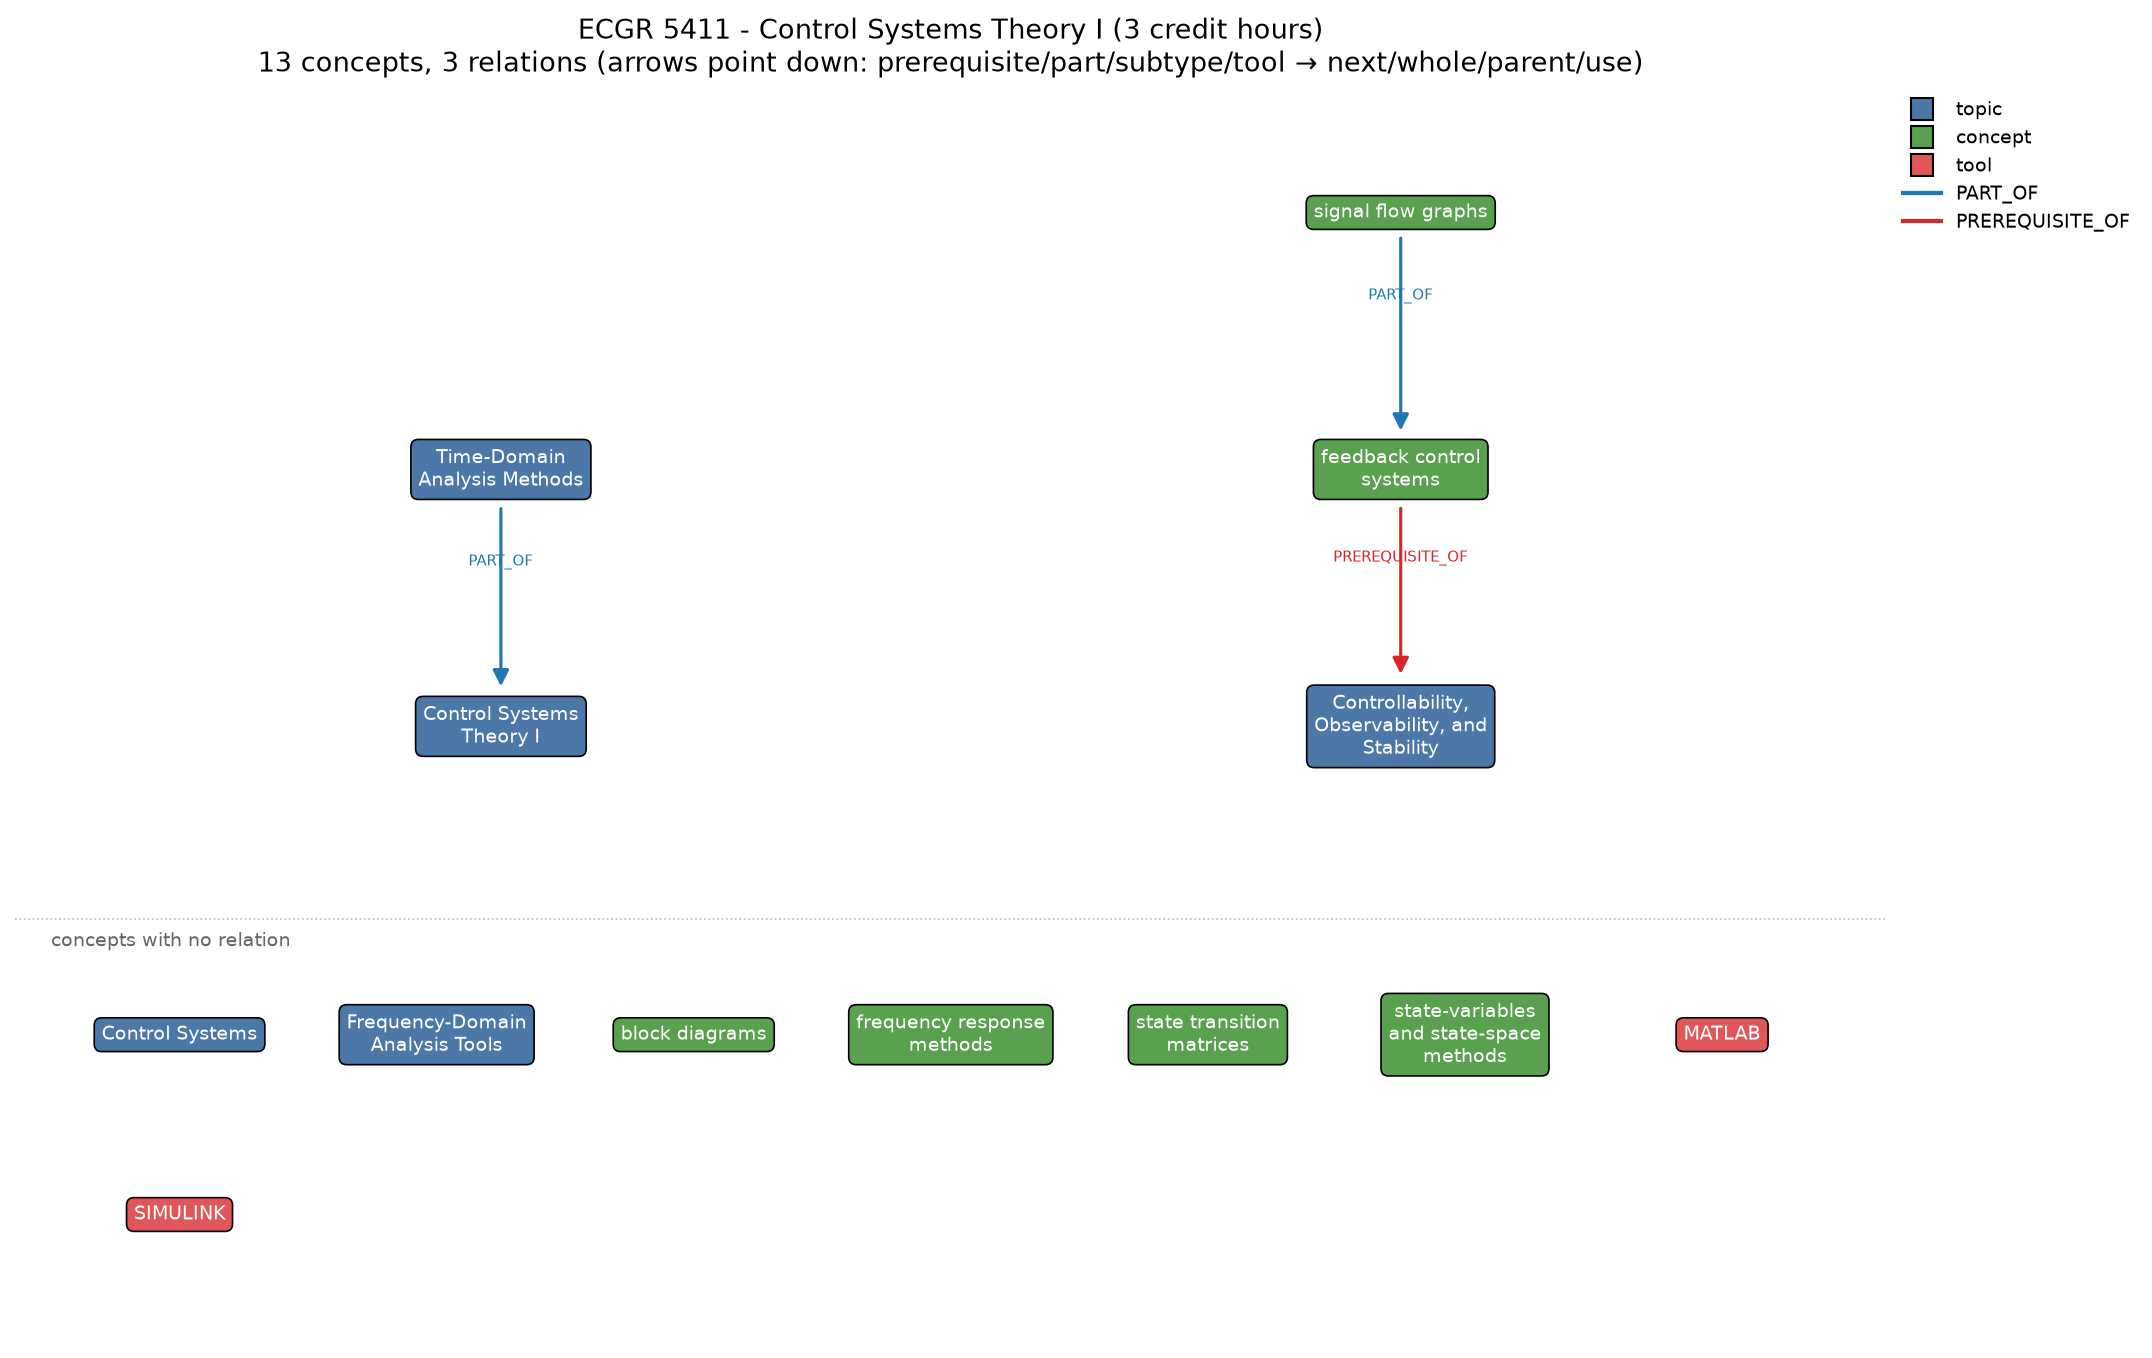 ECGR 5411 - Control Systems Theory I (3 credit hours)
13 concepts, 3 relations (arrows point down: prerequisite/part/subtype/tool → next/whole/parent/use)
topic
concept
tool
PART_OF
PREREQUISITE_OF
signal flow graphs
PART_OF
Time-Domain
Analysis Methods
feedback control
systems
PART_OF
PREREQUISITE_OF
Control Systems
Theory I
Controllability,
Observability, and
Stability
concepts with no relation
Control Systems
Frequency-Domain
Analysis Tools
block diagrams
frequency response
methods
state transition
matrices
state-variables
and state-space
methods
MATLAB
SIMULINK